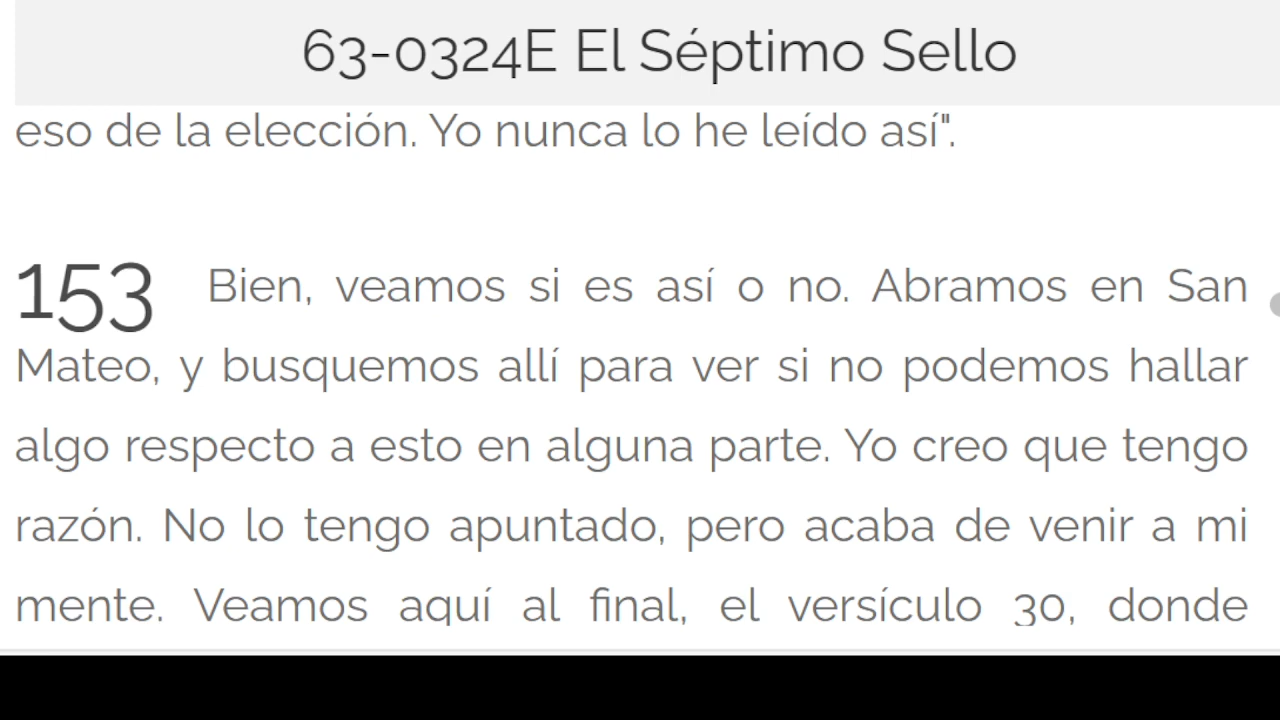 63-0324E El Séptimo Sello
eso de la elección. Yo nunca lo he leído así".
153 Bien, veamos si es así o no. Abramos en San
Mateo, y busquemos allí para ver si no podemos hallar
algo respecto a esto en alguna parte. Yo creo que tengo
razón. No lo tengo apuntado, pero acaba de venir a mi
mente. Veamos aquí al final, el versículo 30, donde